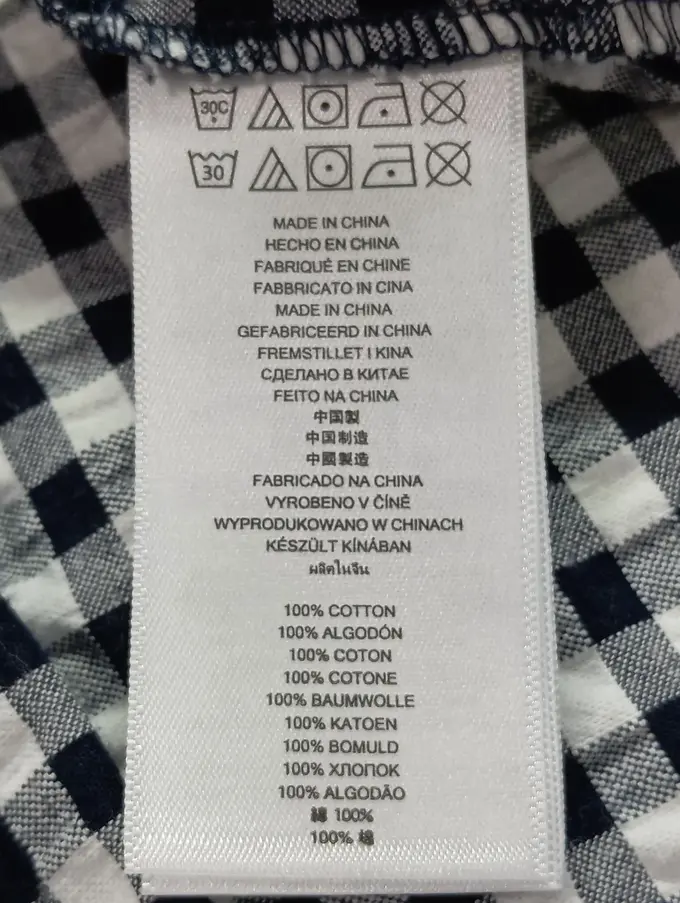 30C
30
MADE IN CHINA
HECHO EN CHINA
FABRIQUÉ EN CHINE
FABBRICATO IN CINA
MADE IN CHINA
GEFABRICEERD IN CHINA
FREMSTILLET I KINA
СДЕЛАНО В КИТАЕ
FEITO NA CHINA
中国製
中国制造
中國製造
FABRICADO NA CHINA
VYROBENO V ČÍNĚ
WYPRODUKOWANO W CHINACH
KÉSZÜLT KÍNÁBAN
ผลิตในจีน
100% COTTON
100% ALGODÓN
100% COTON
100% COTONE
100% BAUMWOLLE
100% KATOEN
100% BOMULD
100% ХЛОПОК
100% ALGODÃO
綿 100%
100% 棉